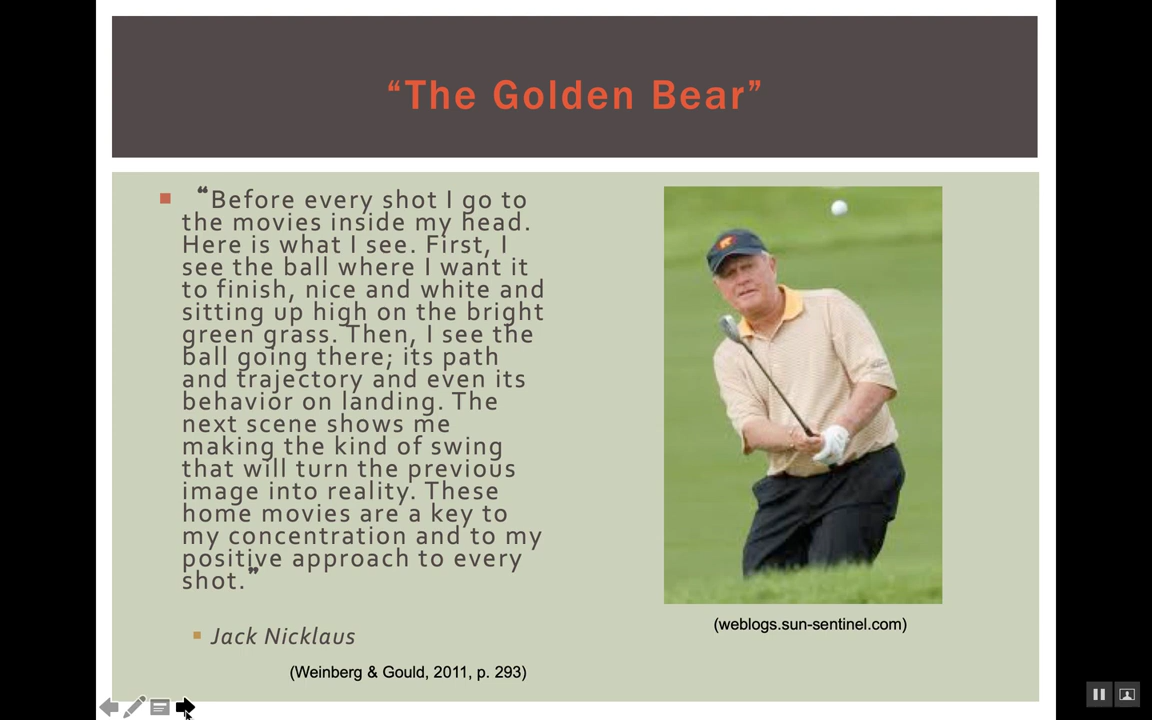 “The Golden Bear”
“Before every shot I go to
the movies inside my head.
Here is what I see. First, I
see the ball where I want it
to finish, nice and white and
sitting up high on the bright
green grass. Then, I see the
ball going there; its path
and trajectory and even its
behavior on landing. The
next scene shows me
making the kind of swing
that will turn the previous
image into reality. These
home movies are a key to
my concentration and to my
positive approach to every
shot.”
Jack Nicklaus
(Weinberg & Gould, 2011, p. 293)
(weblogs.sun-sentinel.com)